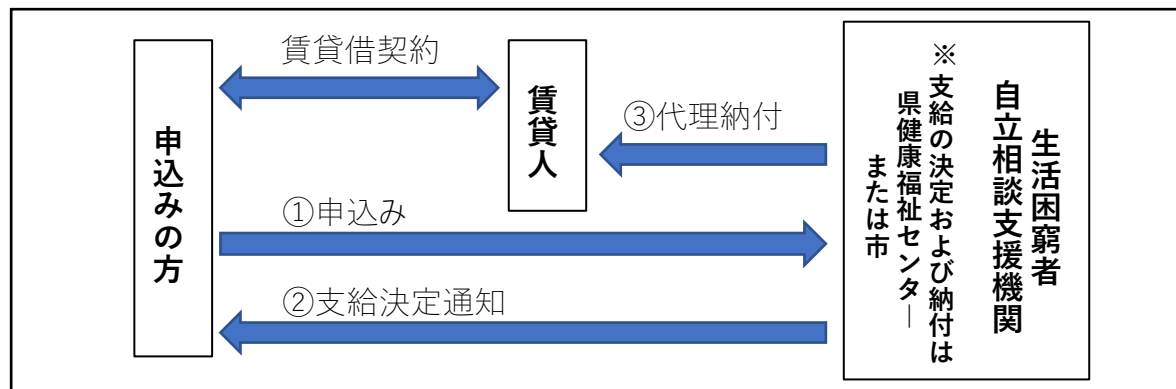 賃貸借契約
申込みの方
賃貸人
③代理納付
①申込み
②支給決定通知
生活困窮者
自立相談支援機関
※支給の決定および納付は
県健康福祉センター
または市